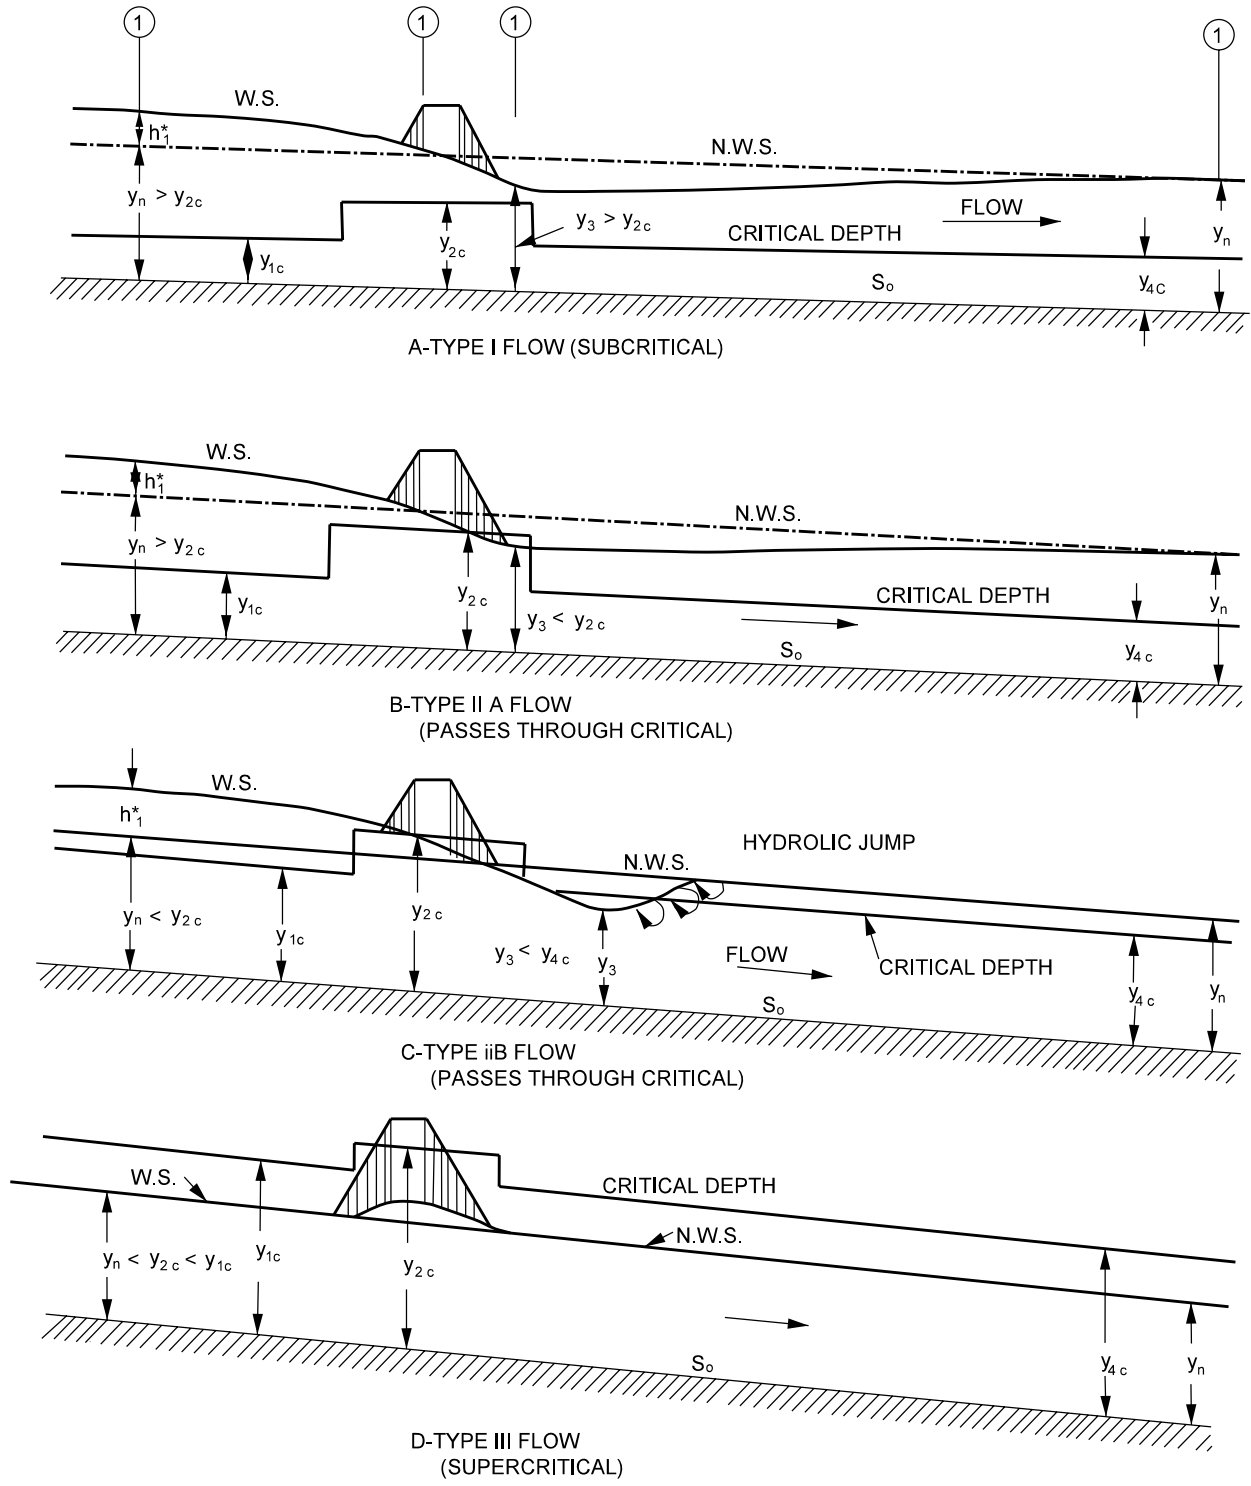 1 1 1 1
W.S.
h*1
N.W.S.
yn > y2c
FLOW
y3 > y2c
CRITICAL DEPTH
yn
y2c
y1c
So
y4C
A-TYPE I FLOW (SUBCRITICAL)
W.S.
h*1
N.W.S.
yn > y2c
CRITICAL DEPTH
y1c
y2c
yn
y3 < y2c
So
y4c
B-TYPE II A FLOW
(PASSES THROUGH CRITICAL)
W.S.
h*1
HYDROLIC JUMP
N.W.S.
yn < y2c
y2c
y1c
y3 < y4c
y3
FLOW
CRITICAL DEPTH
y4c
yn
So
C-TYPE iiB FLOW
(PASSES THROUGH CRITICAL)
W.S.
CRITICAL DEPTH
N.W.S.
yn < y2c < y1c
y1c
y2c
So
y4c
yn
D-TYPE III FLOW
(SUPERCRITICAL)